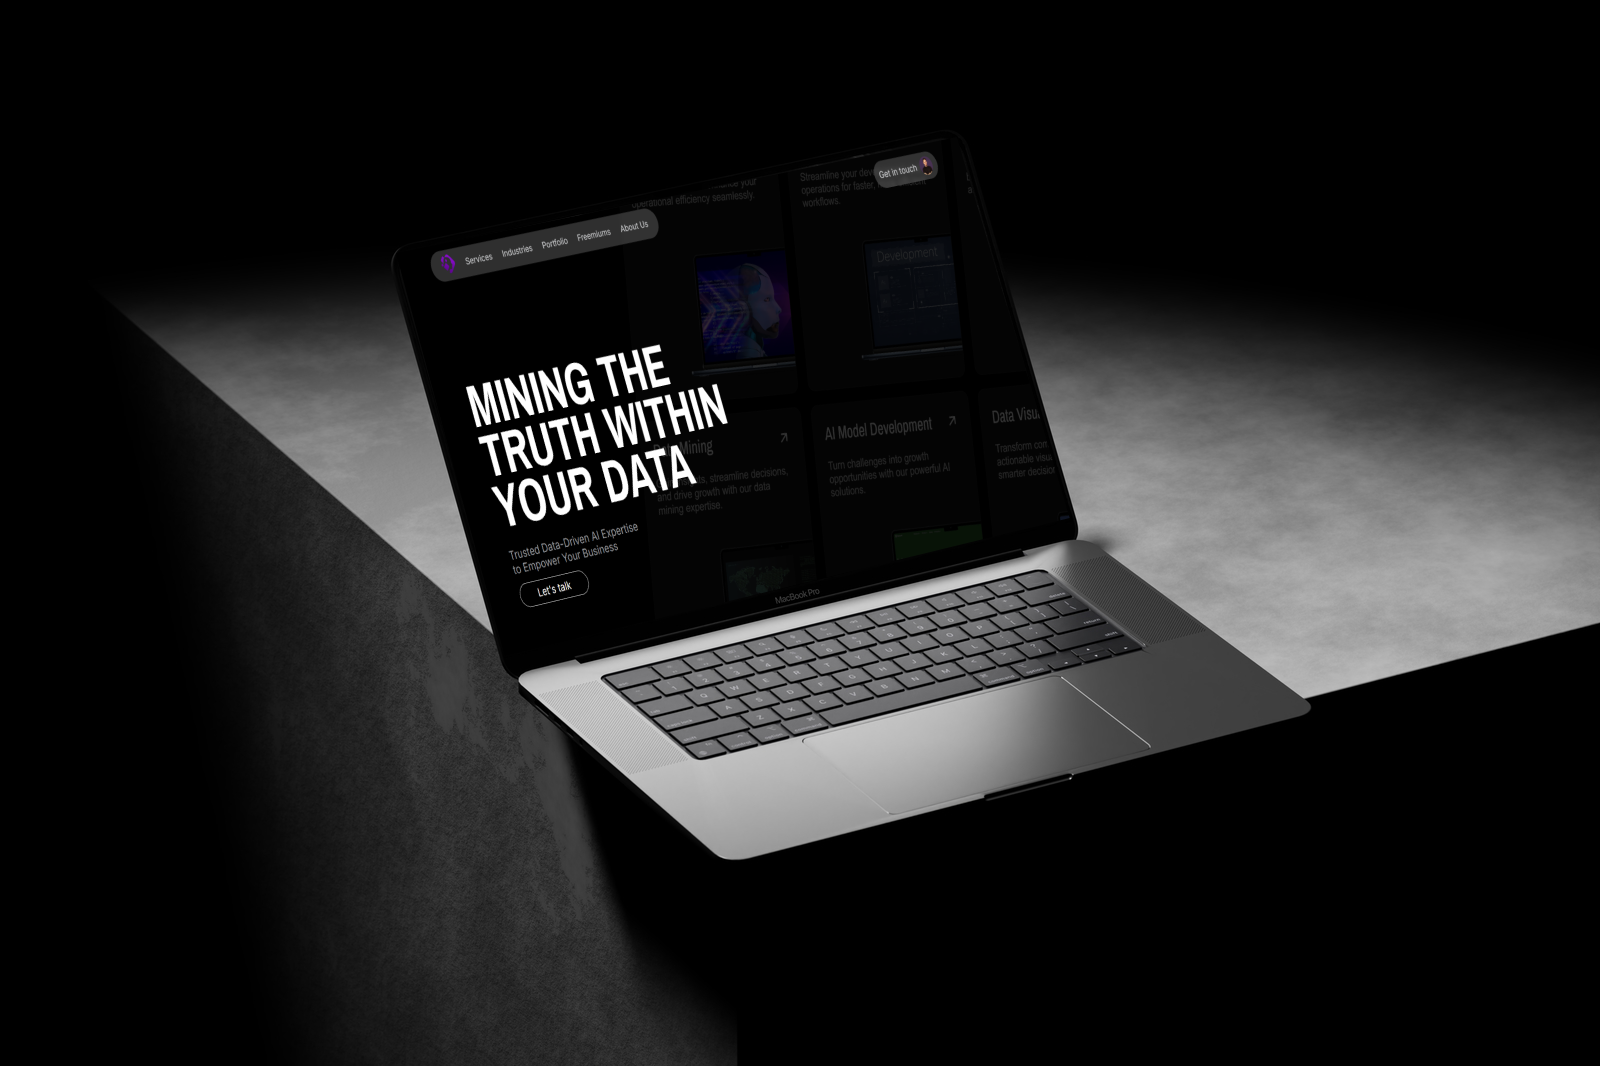 Services Industries Portfolio Freemiums About Us
Get in touch
MINING THE
TRUTH WITHIN
YOUR DATA
Trusted Data-Driven AI Expertise
to Empower Your Business
Let's talk
your
operational efficiency seamlessly.
Streamline your
operations for faster,
workflows.
Development
Mining
streamline decisions,
and drive growth with our data
mining expertise.
AI Model Development
Turn challenges into growth
opportunities with our powerful AI
solutions.
Data
Transform
actionable
smarter
MacBook Pro